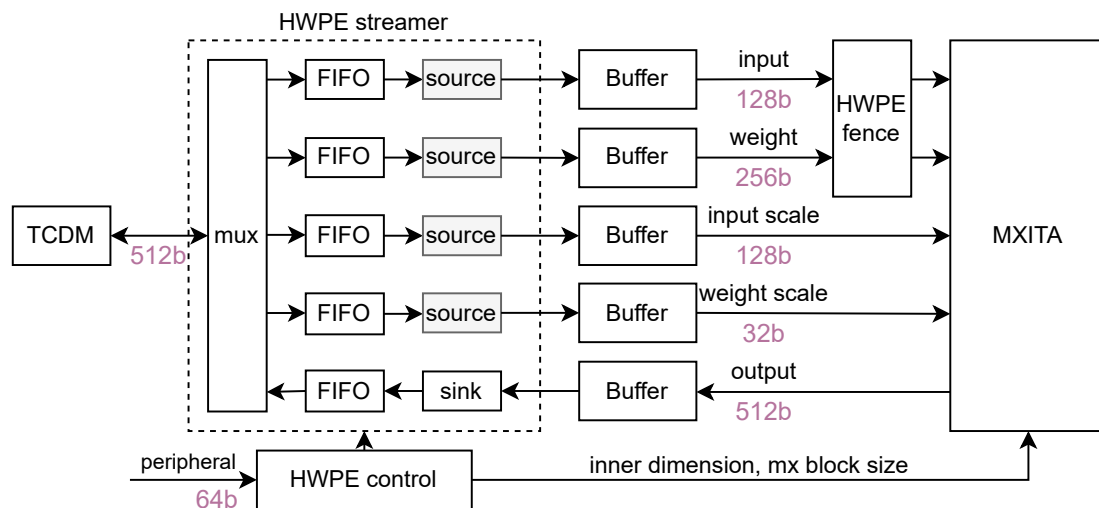 HWPE streamer
FIFO
source
Buffer
input
128b
FIFO
source
Buffer
weight
256b
HWPE
fence
TCDM
512b
mux
FIFO
source
Buffer
input scale
128b
MXITA
FIFO
source
Buffer
weight scale
32b
FIFO
sink
Buffer
output
512b
peripheral
64b
HWPE control
inner dimension, mx block size